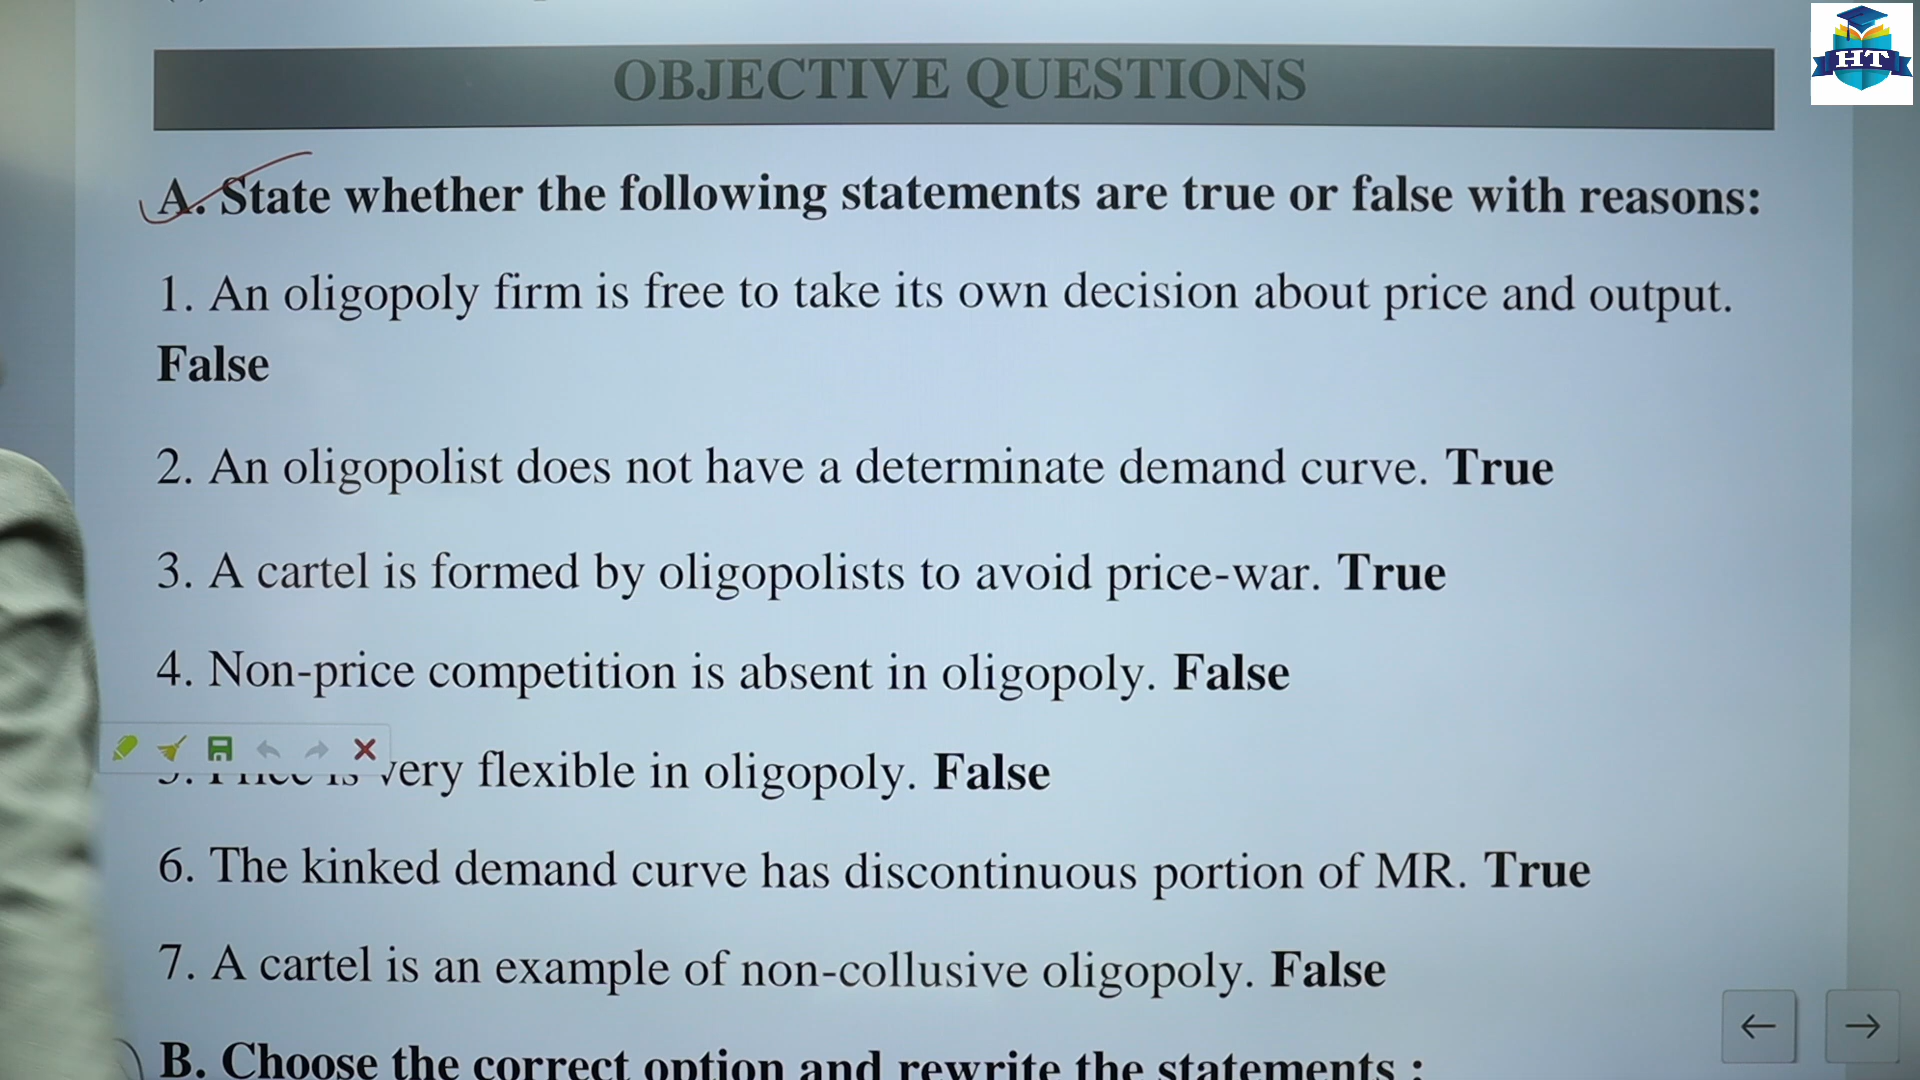 HT
OBJECTIVE QUESTIONS
A. State whether the following statements are true or false with reasons:
1. An oligopoly firm is free to take its own decision about price and output.
False
2. An oligopolist does not have a determinate demand curve. True
3. A cartel is formed by oligopolists to avoid price-war. True
4. Non-price competition is absent in oligopoly. False
very flexible in oligopoly. False
6. The kinked demand curve has discontinuous portion of MR. True
7. A cartel is an example of non-collusive oligopoly. False
B. Choose the correct option and rewrite the statements :